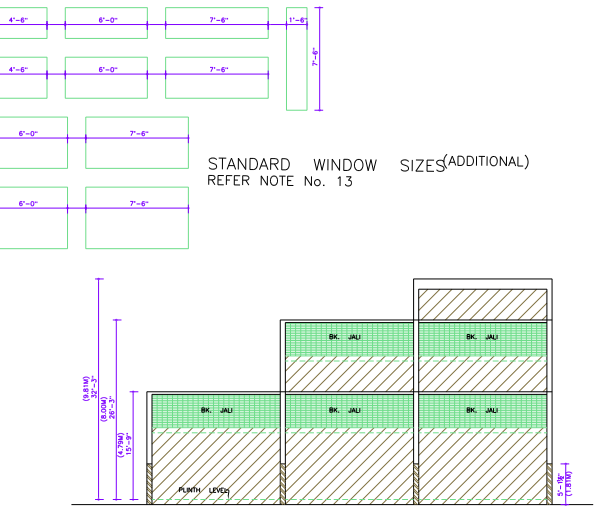 4'-6" 6'-0" 7'-6" 1'-6"
7'-6"
4'-6" 6'-0" 7'-6"
6'-0" 7'-6"
STANDARD WINDOW SIZES (ADDITIONAL)
REFER NOTE No. 13
6'-0" 7'-6"
BK. JALI BK. JALI
(9.81M)
32'-3"
(8.00M)
26'-3"
BK. JALI BK. JALI BK. JALI
(4.79M)
15'-9"
PLINTH LEVEL
(1.81M)